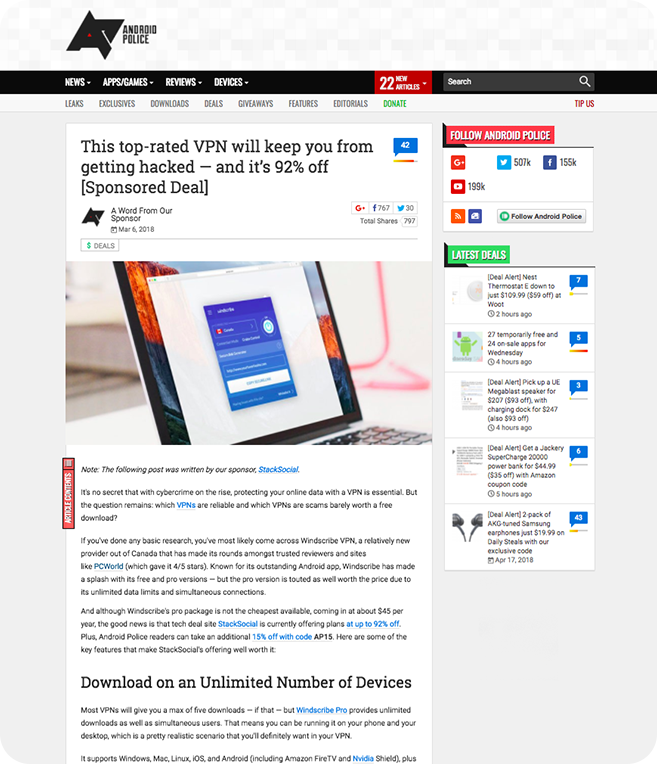 ANDROID
POLICE
NEWS
APPS/GAMES
REVIEWS
DEVICES
22 NEW ARTICLES
Search
LEAKS
EXCLUSIVES
DOWNLOADS
DEALS
GIVEAWAYS
FEATURES
EDITORIALS
DONATE
TIP US
This top-rated VPN will keep you from
getting hacked — and it's 92% off
[Sponsored Deal]
42
A Word From Our
Sponsor
Mar 6, 2018
G+ f 767 30
Total Shares 797
$ DEALS
windscribe
Canada
ARTICLE CONTENTS
Note: The following post was written by our sponsor, StackSocial.
It's no secret that with cybercrime on the rise, protecting your online data with a VPN is essential. But
the question remains: which VPNs are reliable and which VPNs are scams barely worth a free
download?
If you've done any basic research, you've most likely come across Windscribe VPN, a relatively new
provider out of Canada that has made its rounds amongst trusted reviewers and sites
like PCWorld (which gave it 4/5 stars). Known for its outstanding Android app, Windscribe has made
a splash with its free and pro versions — but the pro version is touted as well worth the price due to
its unlimited data limits and simultaneous connections.
And although Windscribe's pro package is not the cheapest available, coming in at about $45 per
year, the good news is that tech deal site StackSocial is currently offering plans at up to 92% off.
Plus, Android Police readers can take an additional 15% off with code AP15. Here are some of the
key features that make StackSocial's offering well worth it:
Download on an Unlimited Number of Devices
Most VPNs will give you a max of five downloads — if that — but Windscribe Pro provides unlimited
downloads as well as simultaneous users. That means you can be running it on your phone and your
desktop, which is a pretty realistic scenario that you'll definitely want in your VPN.
It supports Windows, Mac, Linux, iOS, and Android (including Amazon FireTV and Nvidia Shield), plus
FOLLOW ANDROID POLICE
G+
507k
f 155k
199k
Follow Android Police
LATEST DEALS
[Deal Alert] Nest
Thermostat E down to
just $109.99 ($59 off) at
Woot
2 hours ago
7
27 temporarily free and
24 on-sale apps for
Wednesday
4 hours ago
5
[Deal Alert] Pick up a UE
Megablast speaker for
$207 ($93 off), with
charging dock for $247
(also $93 off)
4 hours ago
3
[Deal Alert] Get a Jackery
SuperCharge 20000
power bank for $44.99
($35 off) with Amazon
coupon code
5 hours ago
6
[Deal Alert] 2-pack of
AKG-tuned Samsung
earphones just $19.99 on
Daily Steals with our
exclusive code
Apr 17, 2018
43